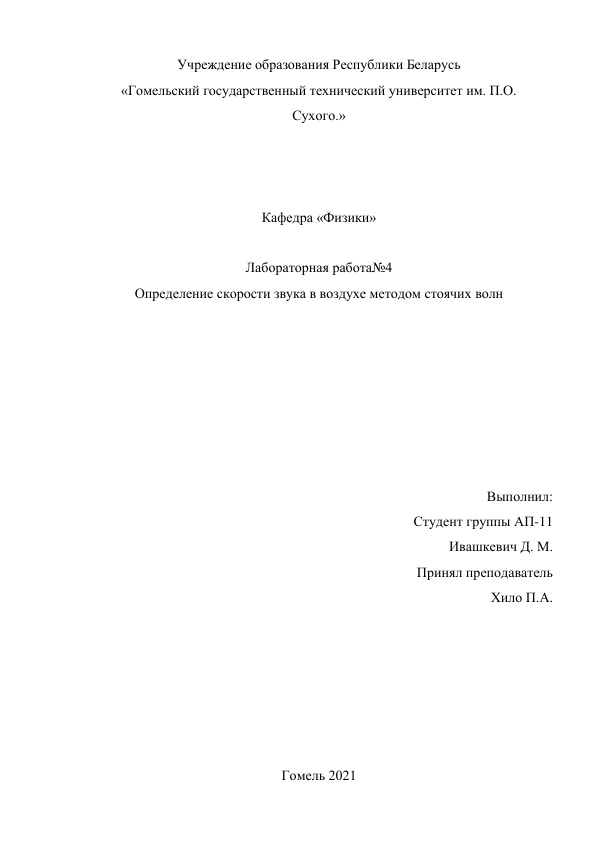 Учреждение образования Республики Беларусь
«Гомельский государственный технический университет им. П.О.
Сухого.»
Кафедра «Физики»
Лабораторная работа№4
Определение скорости звука в воздухе методом стоячих волн
Выполнил:
Студент группы АП-11
Ивашкевич Д. М.
Принял преподаватель
Хило П.А.
Гомель 2021